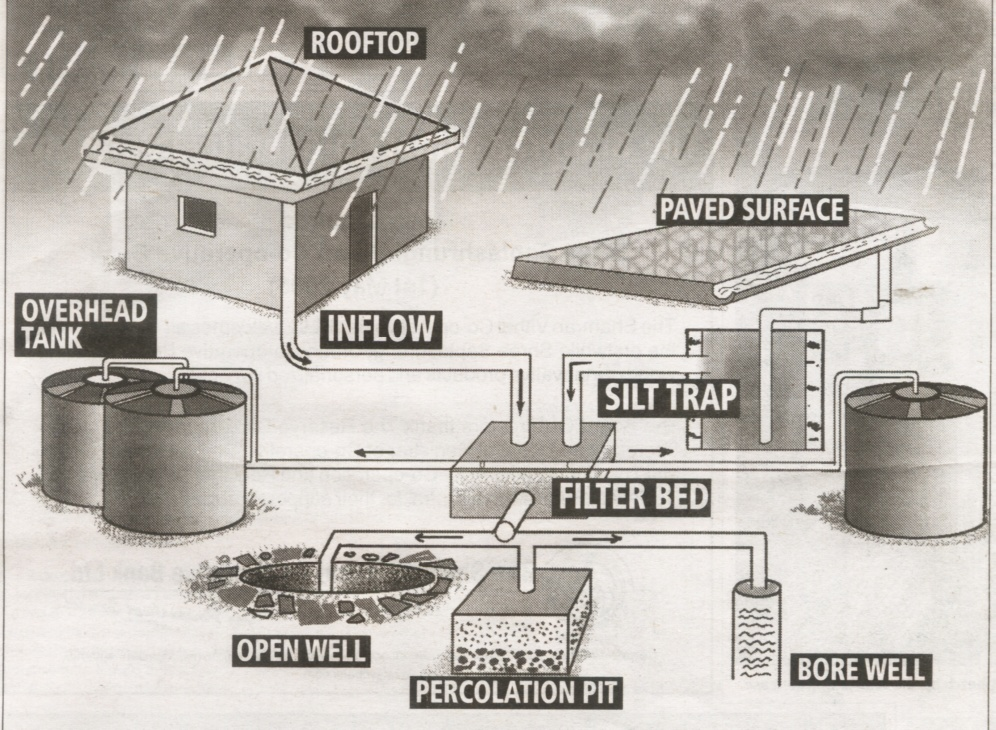 ROOFTOP
PAVED SURFACE
OVERHEAD
TANK
INFLOW
SILT TRAP
FILTER BED
OPEN WELL
PERCOLATION PIT
BORE WELL